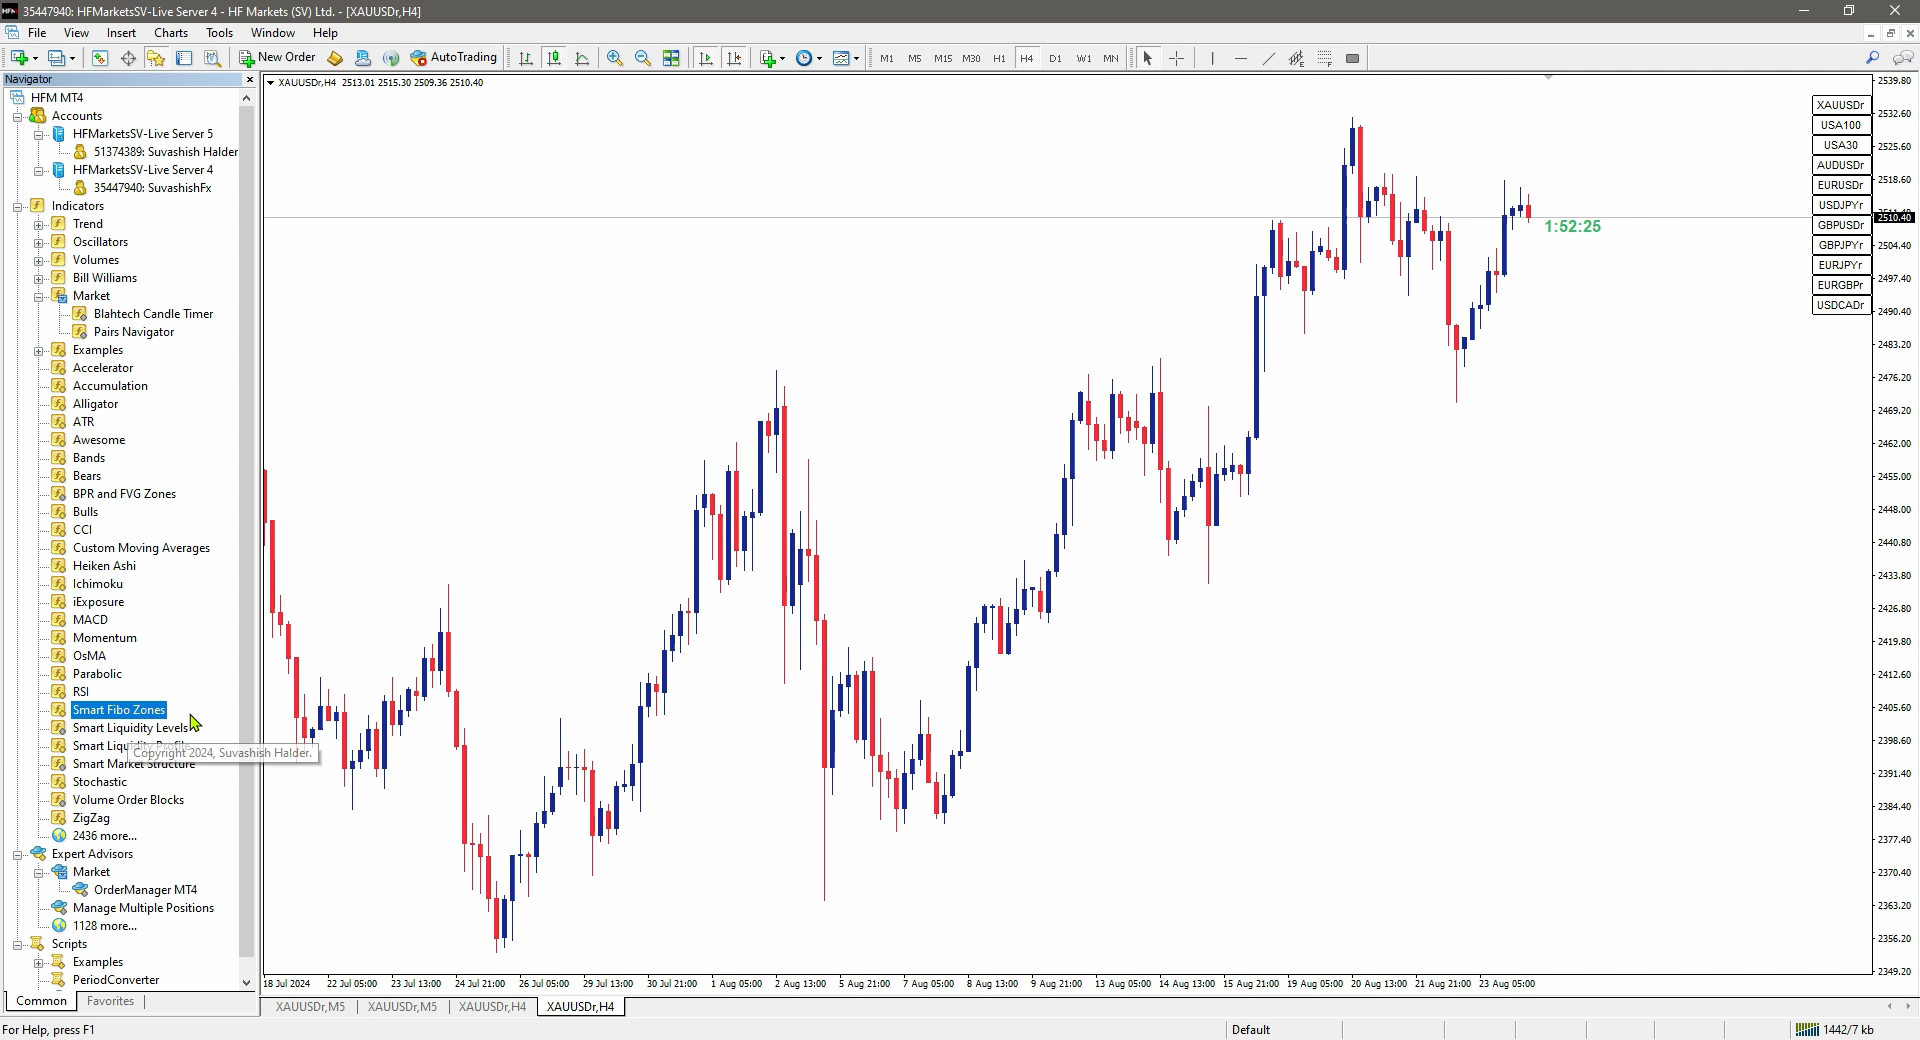 35447940: HFMarketsSV-Live Server 4 - HF Markets (SV) Ltd. - [XAUUSDr,H4]
File View Insert Charts Tools Window Help
New Order AutoTrading M1 M5 M15 M30 H1 H4 D1 W1 MN
Navigator
HFM MT4
Accounts
HFMarketsSV-Live Server 5
51374389: Suvashish Halder
HFMarketsSV-Live Server 4
35447940: SuvashishFx
Indicators
Trend
Oscillators
Volumes
Bill Williams
Market
Blahtech Candle Timer
Pairs Navigator
Examples
Accelerator
Accumulation
Alligator
ATR
Awesome
Bands
Bears
BPR and FVG Zones
Bulls
CCI
Custom Moving Averages
Heiken Ashi
Ichimoku
iExposure
MACD
Momentum
OsMA
Parabolic
RSI
Smart Fibo Zones
Smart Liquidity Levels
Smart Liquidity Profile
Copyright 2024, Suvashish Halder.
Smart Market Structure
Stochastic
Volume Order Blocks
ZigZag
2436 more...
Expert Advisors
Market
OrderManager MT4
Manage Multiple Positions
1128 more...
Scripts
Examples
PeriodConverter
Common Favorites
XAUUSDr,H4 2513.01 2515.30 2509.36 2510.40
1:52:25
XAUUSDr
USA100
USA30
AUDUSDr
EURUSDr
USDJPYr
GBPUSDr
GBPJPYr
EURJPYr
EURGBPr
USDCADr
2539.80
2532.60
2525.60
2518.60
2510.40
2504.40
2497.40
2490.40
2483.20
2476.20
2469.20
2462.00
2455.00
2448.00
2440.80
2433.80
2426.80
2419.80
2412.60
2405.60
2398.60
2391.40
2384.40
2377.40
2370.40
2363.20
2356.20
2349.20
18 Jul 2024 22 Jul 05:00 23 Jul 13:00 24 Jul 21:00 26 Jul 05:00 29 Jul 13:00 30 Jul 21:00 1 Aug 05:00 2 Aug 13:00 5 Aug 21:00 7 Aug 05:00 8 Aug 13:00 9 Aug 21:00 13 Aug 05:00 14 Aug 13:00 15 Aug 21:00 19 Aug 05:00 20 Aug 13:00 21 Aug 21:00 23 Aug 05:00
XAUUSDr,M5 XAUUSDr,M5 XAUUSDr,H4 XAUUSDr,H4
For Help, press F1 Default 1442/7 kb